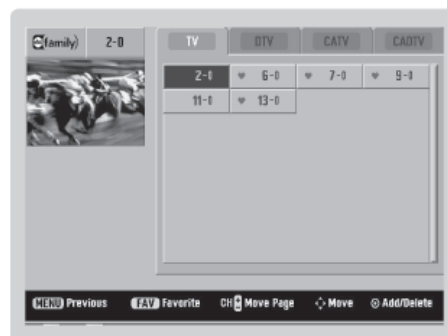 family) 2-0 TV DTV CATV CADTV
2-0 ♥ 6-0 ♥ 7-0 ♥ 9-0
11-0 ♥ 13-0
MENU Previous FAV Favorite CH Move Page Move Add/Delete